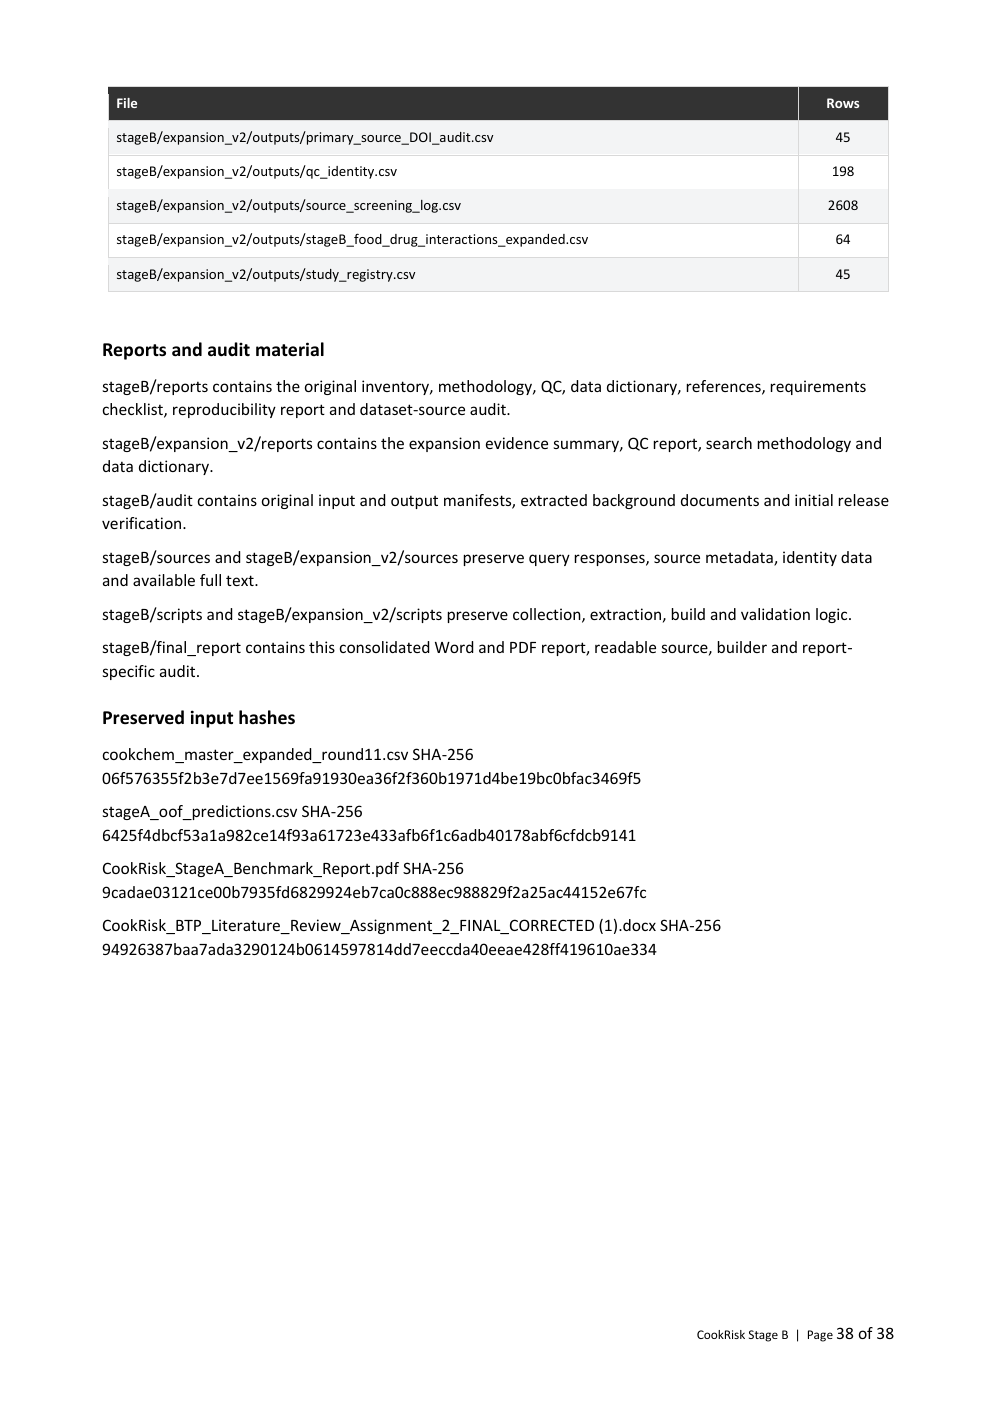 File Rows
stageB/expansion_v2/outputs/primary_source_DOI_audit.csv 45
stageB/expansion_v2/outputs/qc_identity.csv 198
stageB/expansion_v2/outputs/source_screening_log.csv 2608
stageB/expansion_v2/outputs/stageB_food_drug_interactions_expanded.csv 64
stageB/expansion_v2/outputs/study_registry.csv 45
Reports and audit material
stageB/reports contains the original inventory, methodology, QC, data dictionary, references, requirements
checklist, reproducibility report and dataset-source audit.
stageB/expansion_v2/reports contains the expansion evidence summary, QC report, search methodology and
data dictionary.
stageB/audit contains original input and output manifests, extracted background documents and initial release
verification.
stageB/sources and stageB/expansion_v2/sources preserve query responses, source metadata, identity data
and available full text.
stageB/scripts and stageB/expansion_v2/scripts preserve collection, extraction, build and validation logic.
stageB/final_report contains this consolidated Word and PDF report, readable source, builder and report-
specific audit.
Preserved input hashes
cookchem_master_expanded_round11.csv SHA-256
06f576355f2b3e7d7ee1569fa91930ea36f2f360b1971d4be19bc0bfac3469f5
stageA_oof_predictions.csv SHA-256
6425f4dbcf53a1a982ce14f93a61723e433afb6f1c6adb40178abf6cfdcb9141
CookRisk_StageA_Benchmark_Report.pdf SHA-256
9cadae03121ce00b7935fd6829924eb7ca0c888ec988829f2a25ac44152e67fc
CookRisk_BTP_Literature_Review_Assignment_2_FINAL_CORRECTED (1).docx SHA-256
94926387baa7ada3290124b0614597814dd7eeccda40eeae428ff419610ae334
CookRisk Stage B | Page 38 of 38